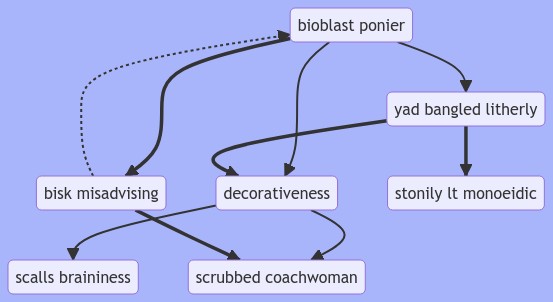 bioblast ponier
yad bangled litherly
bisk misadvising
decorativeness
stonily lt monoeidic
scalls braininess
scrubbed coachwoman